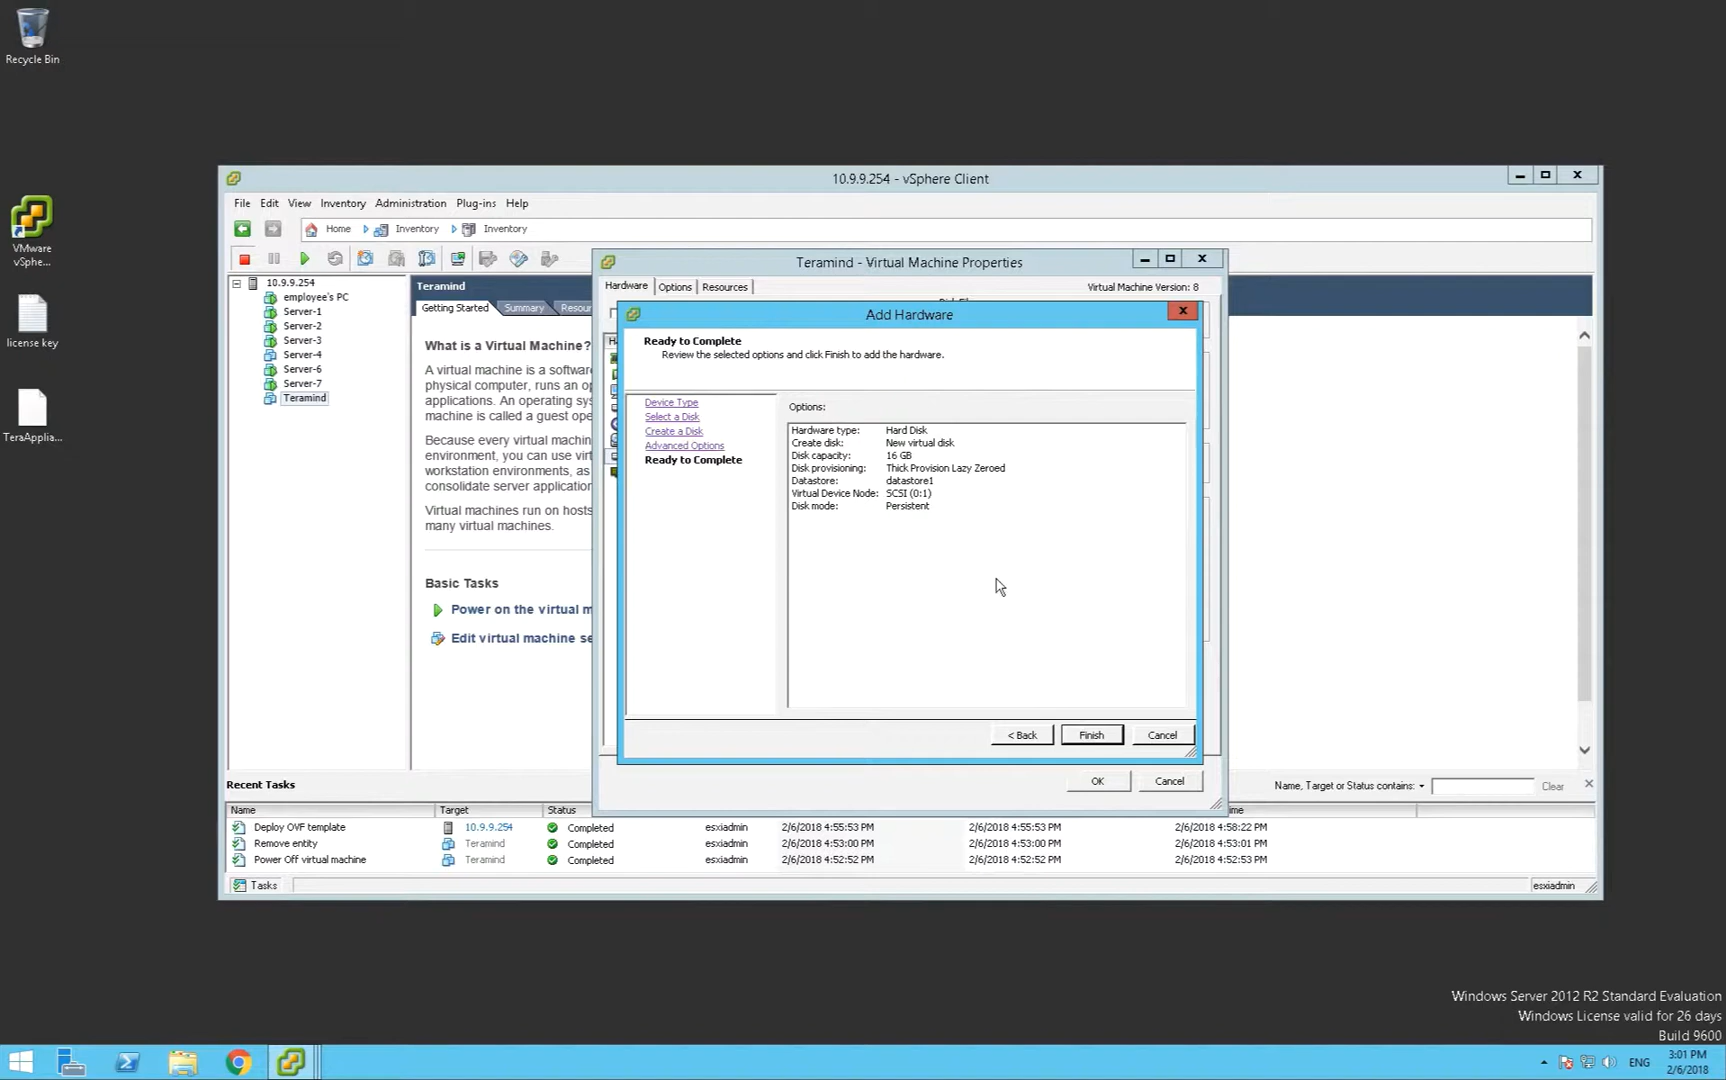 Recycle Bin
VMware
vSphe...
license key
TeraApplia...
10.9.9.254 - vSphere Client
File Edit View Inventory Administration Plug-ins Help
Home Inventory Inventory
10.9.9.254
employee's PC
Server-1
Server-2
Server-3
Server-4
Server-6
Server-7
Teramind
Teramind
Getting Started Summary Resou
What is a Virtual Machine?
A virtual machine is a software
physical computer, runs an op
applications. An operating sys
machine is called a guest ope
Because every virtual machin
environment, you can use virt
workstation environments, as
consolidate server application
Virtual machines run on hosts
many virtual machines.
Basic Tasks
Power on the virtual m
Edit virtual machine se
Teramind - Virtual Machine Properties
Hardware Options Resources
Virtual Machine Version: 8
Add Hardware
Ready to Complete
Review the selected options and click Finish to add the hardware.
Device Type
Select a Disk
Create a Disk
Advanced Options
Ready to Complete
Options:
Hardware type: Hard Disk
Create disk: New virtual disk
Disk capacity: 16 GB
Disk provisioning: Thick Provision Lazy Zeroed
Datastore: datastore1
Virtual Device Node: SCSI (0:1)
Disk mode: Persistent
< Back Finish Cancel
OK Cancel
Recent Tasks
Name, Target or Status contains: Clear
Name Target Status ime
Deploy OVF template 10.9.9.254 Completed esxiadmin 2/6/2018 4:55:53 PM 2/6/2018 4:55:53 PM 2/6/2018 4:58:22 PM
Remove entity Teramind Completed esxiadmin 2/6/2018 4:53:00 PM 2/6/2018 4:53:00 PM 2/6/2018 4:53:01 PM
Power Off virtual machine Teramind Completed esxiadmin 2/6/2018 4:52:52 PM 2/6/2018 4:52:52 PM 2/6/2018 4:52:53 PM
Tasks
esxiadmin
Windows Server 2012 R2 Standard Evaluation
Windows License valid for 26 days
Build 9600
ENG
3:01 PM
2/6/2018